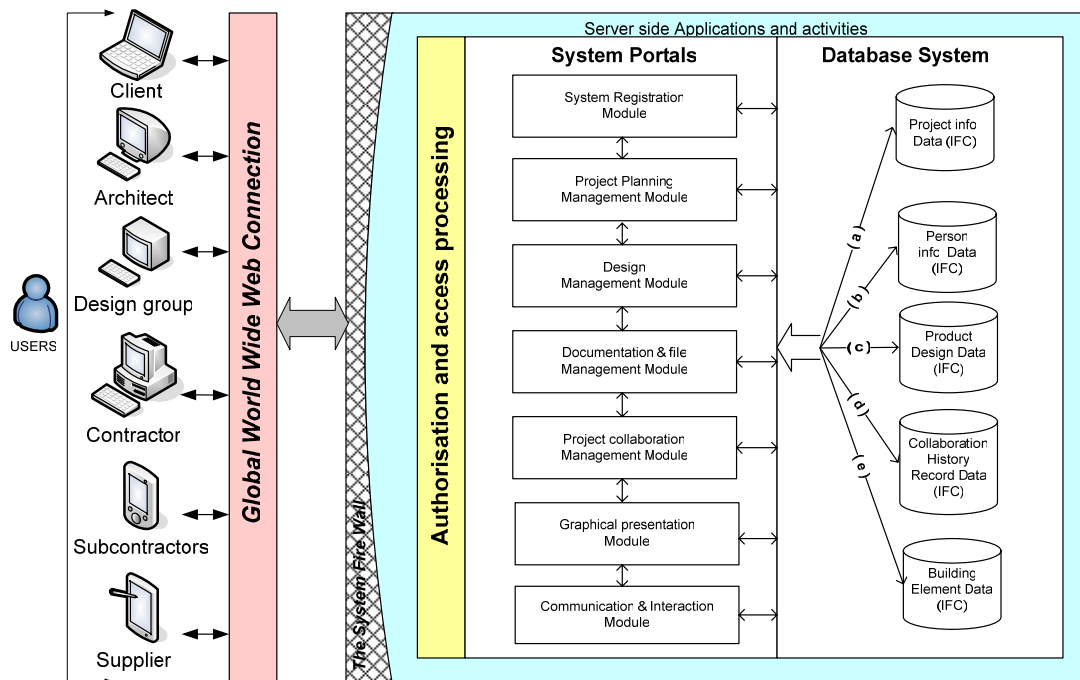 Server side Applications and activities
USERS
Client
Architect
Design group
Contractor
Subcontractors
Supplier
Global World Wide Web Connection
The System Fire Wall
Authorisation and access processing
System Portals
System Registration
Module
Project Planning
Management Module
Design
Management Module
Documentation & file
Management Module
Project collaboration
Management Module
Graphical presentation
Module
Communication & Interaction
Module
Database System
(a)
(b)
(c)
(d)
(e)
Project info
Data (IFC)
Person
info Data
(IFC)
Product
Design Data
(IFC)
Collaboration
History
Record Data
(IFC)
Building
Element Data
(IFC)